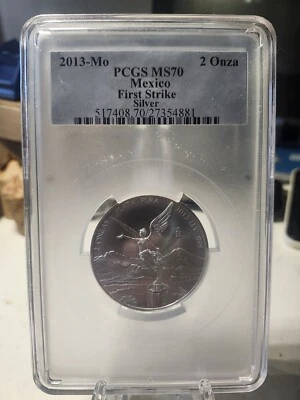 2013-Mo PCGS MS70 2 Onza
Mexico
First Strike
Silver
517408.70/27354881